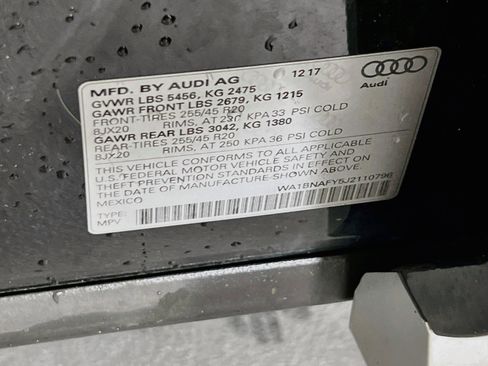 MFD. BY AUDI AG 12 17
GVWR LBS 5456, KG 2475
GAWR FRONT LBS 2679, KG 1215
FRONT-TIRES 255/45 R20
8JX20 RIMS, AT 230 KPA 33 PSI COLD
GAWR REAR LBS 3042, KG 1380
REAR-TIRES 255/45 R20
8JX20 RIMS, AT 250 KPA 36 PSI COLD
Audi
THIS VEHICLE CONFORMS TO ALL APPLICABLE
U.S. FEDERAL MOTOR VEHICLE SAFETY AND
THEFT PREVENTION STANDARDS IN EFFECT ON
THE DATE OF MANUFACTURE SHOWN ABOVE.
MEXICO WA1BNAFY5J2110796
TYPE:
MPV